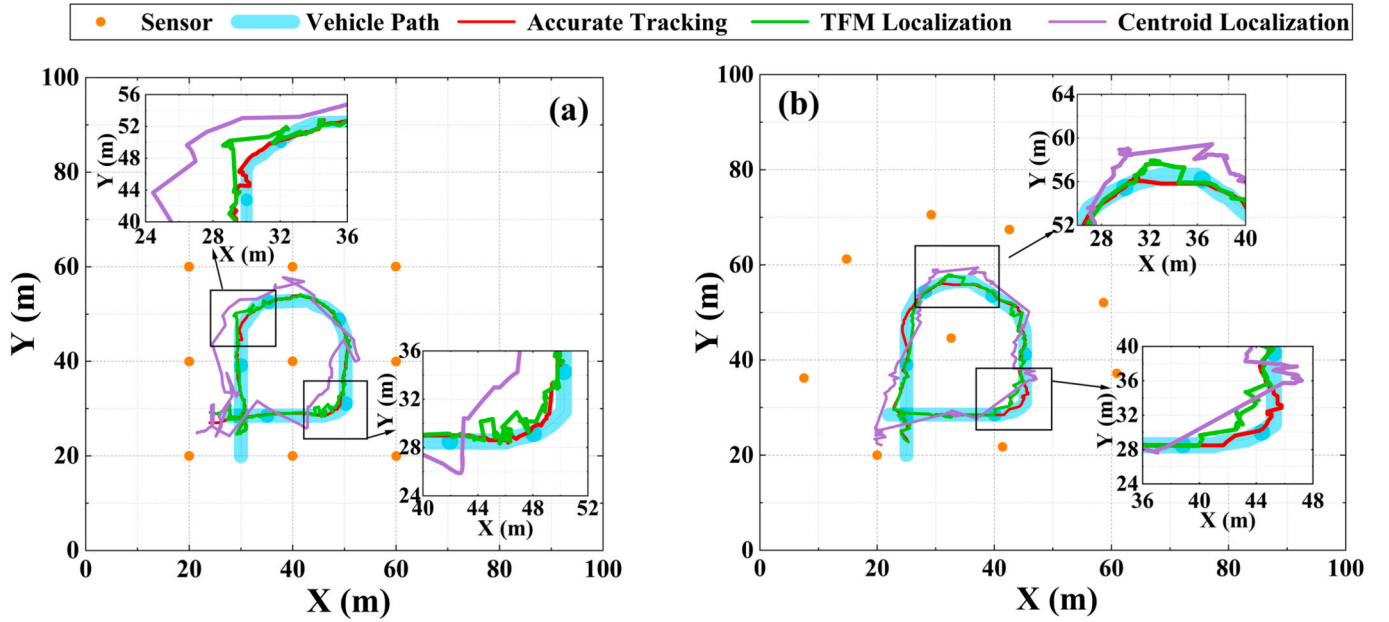 Sensor Vehicle Path Accurate Tracking TFM Localization Centroid Localization
(a)
100
80
60
40
20
0
Y (m)
0 20 40 60 80 100
X (m)
56
52
48
44
40
Y (m)
24 28 32 36
X (m)
36
32
28
24
Y (m)
40 44 48 52
X (m)
(b)
100
80
60
40
20
0
Y (m)
0 20 40 60 80 100
X (m)
64
60
56
52
Y (m)
28 32 36 40
X (m)
40
36
32
28
24
Y (m)
36 40 44 48
X (m)